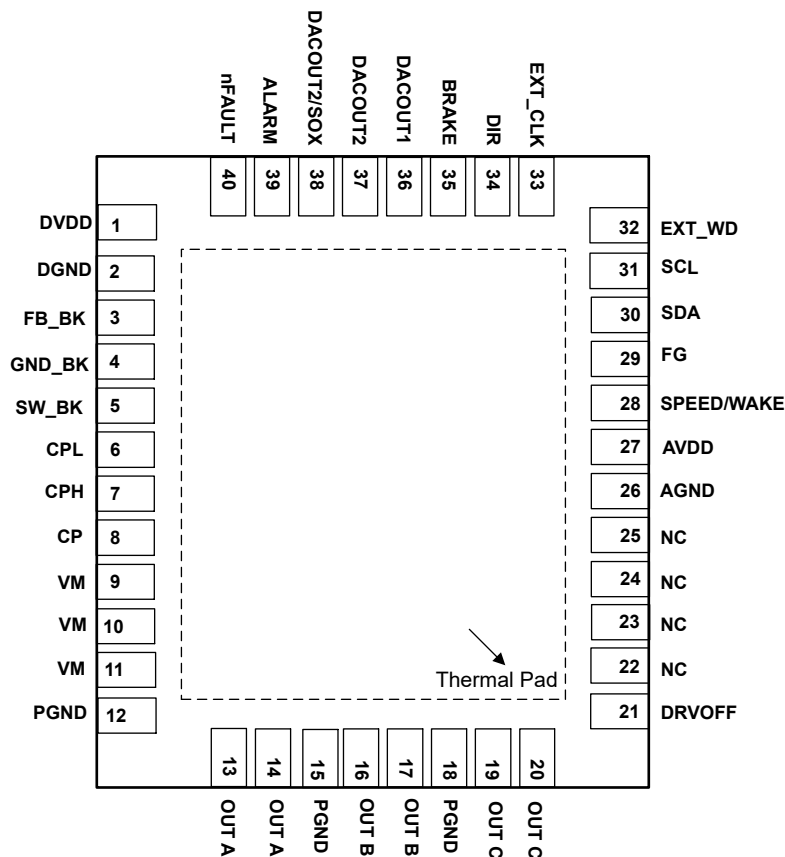 nFAULT
ALARM
DACOUT2/SOX
DACOUT2
DACOUT1
BRAKE
DIR
EXT_CLK
40
39
38
37
36
35
34
33
DVDD 1
DGND 2
FB_BK 3
GND_BK 4
SW_BK 5
CPL 6
CPH 7
CP 8
VM 9
VM 10
VM 11
PGND 12
32 EXT_WD
31 SCL
30 SDA
29 FG
28 SPEED/WAKE
27 AVDD
26 AGND
25 NC
24 NC
23 NC
22 NC
21 DRVOFF
Thermal Pad
13
14
15
16
17
18
19
20
OUT A
OUT A
PGND
OUT B
OUT B
PGND
OUT C
OUT C